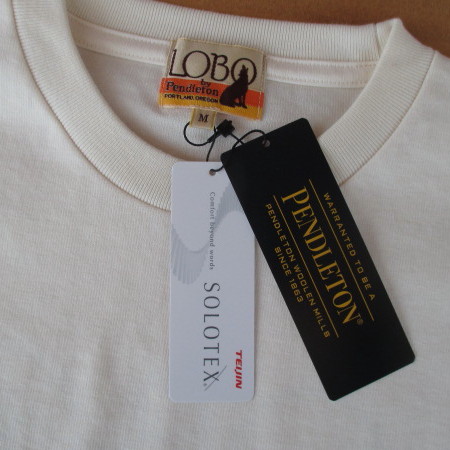 LOBO
by
Pendleton
PORTLAND, OREGON
M
Comfort beyond words
SOLOTEX
TEIJIN
WARRANTED TO BE A
PENDLETON®
PENDLETON WOOLEN MILLS
SINCE 1863